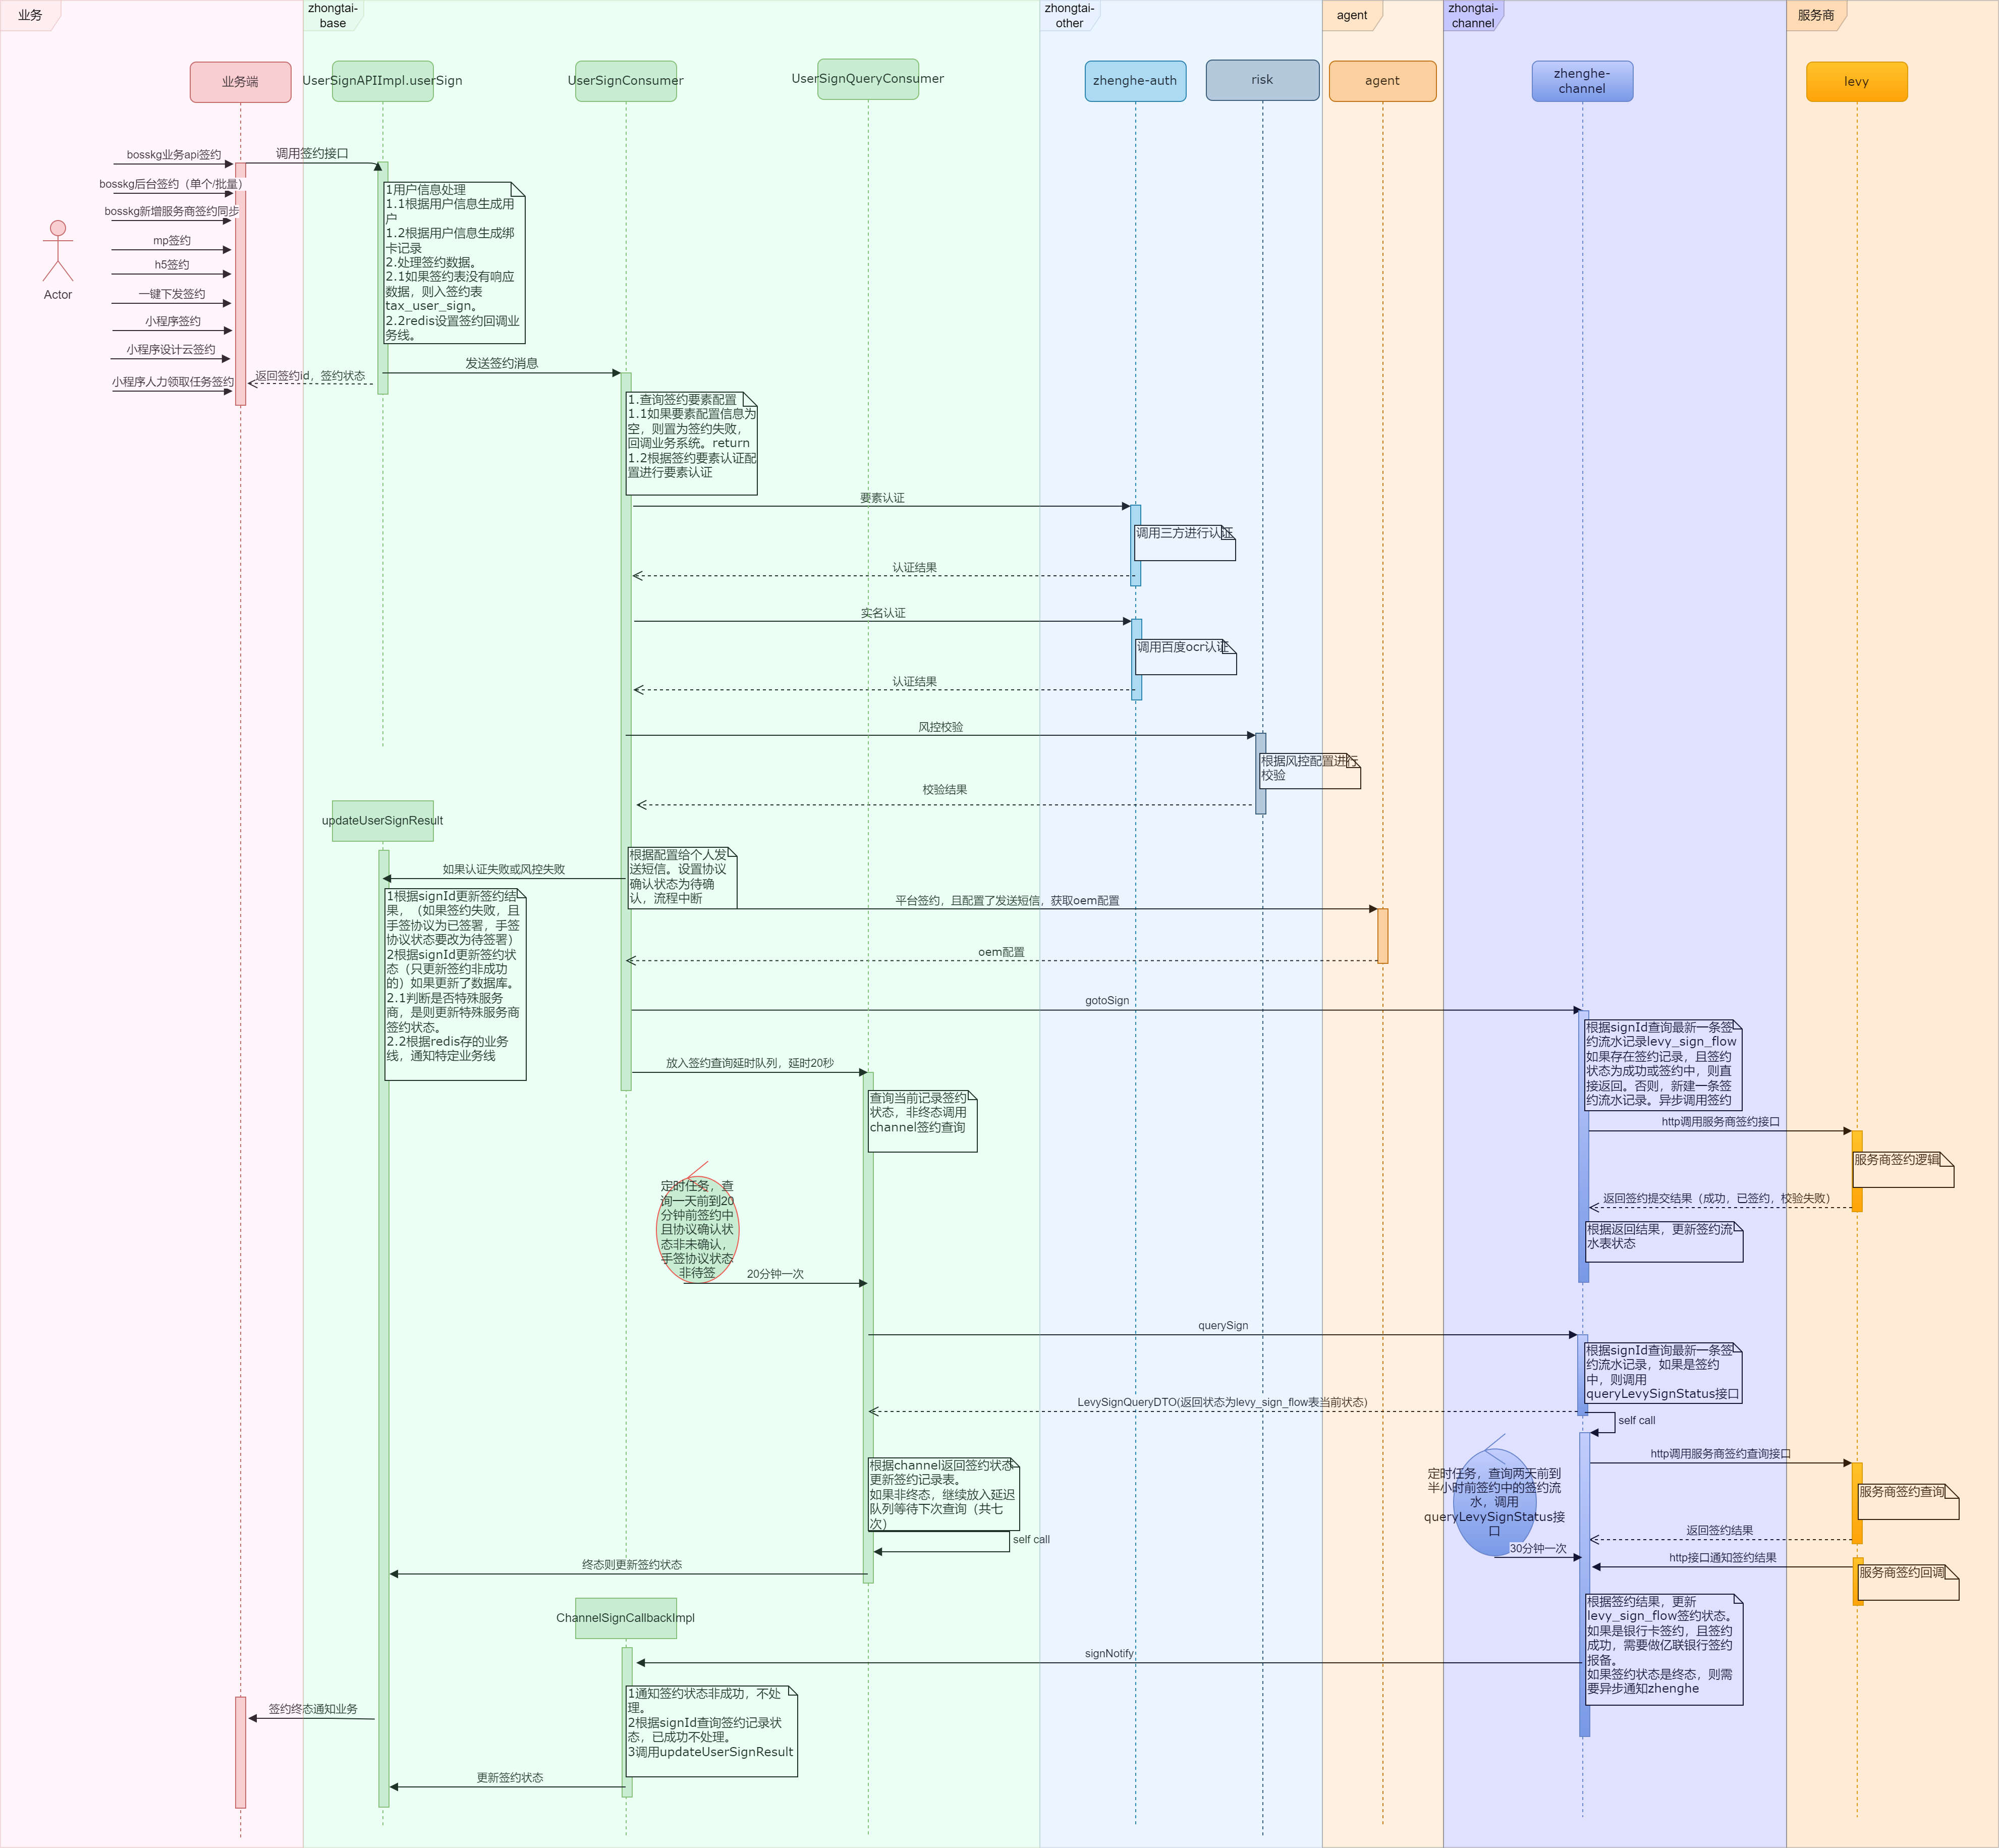 业务
zhongtai-
base
zhongtai-
other
agent
zhongtai-
channel
服务商
业务端
UserSignAPIImpl.userSign
UserSignConsumer
UserSignQueryConsumer
zhenghe-auth
risk
agent
zhenghe-
channel
levy
Actor
bosskg业务api签约
bosskg后台签约（单个/批量）
bosskg新增服务商签约同步
mp签约
h5签约
一键下发签约
小程序签约
小程序设计云签约
小程序人力领取任务签约
调用签约接口
1用户信息处理
1.1根据用户信息生成用
户
1.2根据用户信息生成绑
卡记录
2.处理签约数据。
2.1如果签约表没有响应
数据，则入签约表
tax_user_sign。
2.2redis设置签约回调业
务线。
发送签约消息
返回签约id，签约状态
1.查询签约要素配置
1.1如果要素配置信息为
空，则置为签约失败，
回调业务系统。return
1.2根据签约要素认证配
置进行要素认证
要素认证
调用三方进行认证
认证结果
实名认证
调用百度ocr认证
认证结果
风控校验
根据风控配置进行
校验
校验结果
updateUserSignResult
如果认证失败或风控失败
根据配置给个人发
送短信。设置协议
确认状态为待确
认，流程中断
1根据signId更新签约结
果，（如果签约失败，且
手签协议为已签署，手签
协议状态要改为待签署）
2根据signId更新签约状
态（只更新签约非成功
的）如果更新了数据库。
2.1判断是否特殊服务
商，是则更新特殊服务商
签约状态。
2.2根据redis存的业务
线，通知特定业务线
平台签约，且配置了发送短信，获取oem配置
oem配置
gotoSign
根据signId查询最新一条签
约流水记录levy_sign_flow
如果存在签约记录，且签约
状态为成功或签约中，则直
接返回。否则，新建一条签
约流水记录。异步调用签约
放入签约查询延时队列，延时20秒
查询当前记录签约
状态，非终态调用
channel签约查询
http调用服务商签约接口
服务商签约逻辑
返回签约提交结果（成功，已签约，校验失败）
根据返回结果，更新签约流
水表状态
定时任务，查
询一天前到20
分钟前签约中
且协议确认状
态非未确认，
手签协议状态
非待签
20分钟一次
querySign
根据signId查询最新一条签
约流水记录，如果是签约
中，则调用
queryLevySignStatus接口
LevySignQueryDTO(返回状态为levy_sign_flow表当前状态)
self call
http调用服务商签约查询接口
定时任务，查询两天前到
半小时前签约中的签约流
水，调用
queryLevySignStatus接
口
服务商签约查询
返回签约结果
30分钟一次
http接口通知签约结果
服务商签约回调
根据channel返回签约状态
更新签约记录表。
如果非终态，继续放入延迟
队列等待下次查询（共七
次）
self call
终态则更新签约状态
根据签约结果，更新
levy_sign_flow签约状态。
如果是银行卡签约，且签约
成功，需要做亿联银行签约
报备。
如果签约状态是终态，则需
要异步通知zhenghe
ChannelSignCallbackImpl
signNotify
1通知签约状态非成功，不处
理。
2根据signId查询签约记录状
态，已成功不处理。
3调用updateUserSignResult
签约终态通知业务
更新签约状态